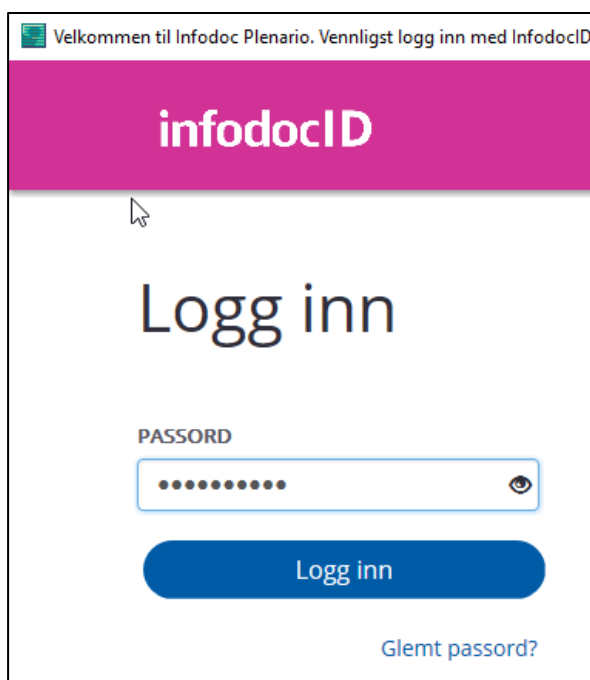 Velkommen til Infodoc Plenario. Vennligst logg inn med InfodocID
infodocID
Logg inn
PASSORD
••••••••••
Logg inn
Glemt passord?